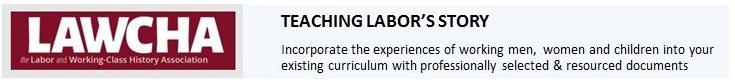 LAWCHA
the Labor and Working-Class History Association
TEACHING LABOR’S STORY
Incorporate the experiences of working men, women and children into your
existing curriculum with professionally selected & resourced documents